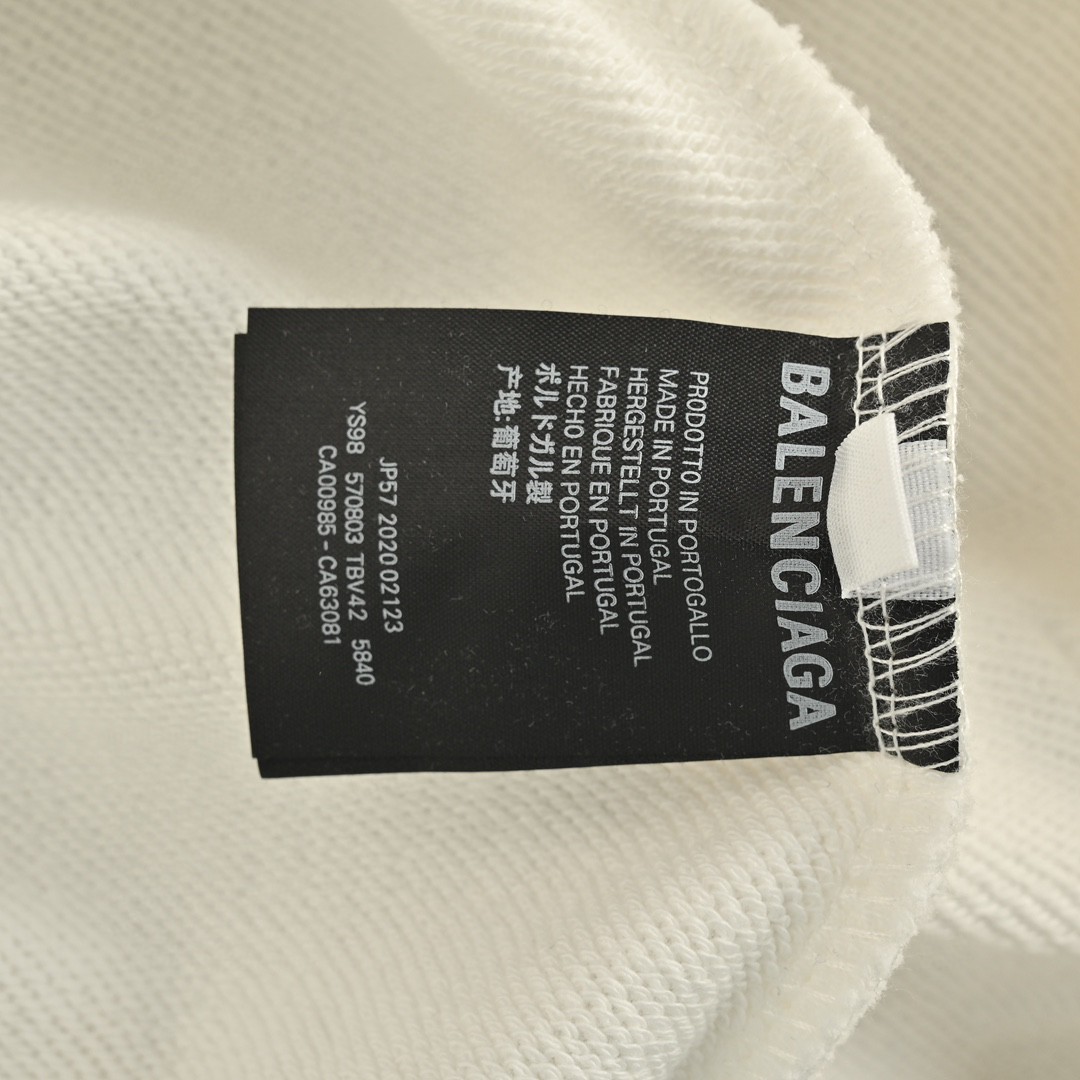 BALENCIAGA
PRODOTTO IN PORTOGALLO
MADE IN PORTUGAL
HERGESTELLT IN PORTUGAL
FABRIQUE EN PORTUGAL
HECHO EN PORTUGAL
ポルトガル製
产地:葡萄牙
JP57 2020 02123
YS98 570803 TBV42 5840
CA00985-CA63081